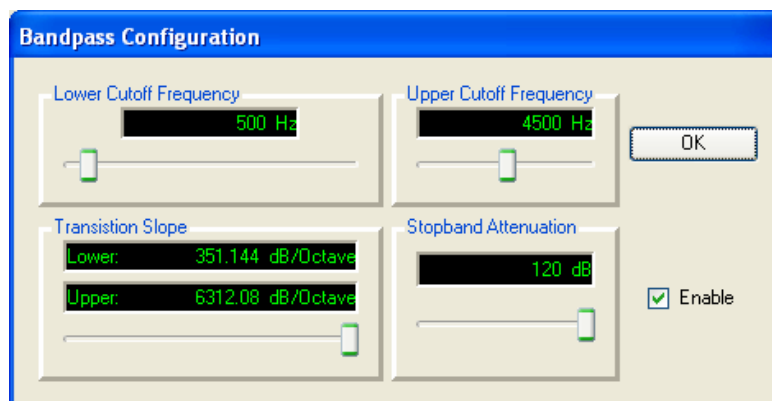 Bandpass Configuration
Lower Cutoff Frequency
500 Hz
Upper Cutoff Frequency
4500 Hz
OK
Transistion Slope
Lower: 351.144 dB/Octave
Upper: 6312.08 dB/Octave
Stopband Attenuation
120 dB
Enable